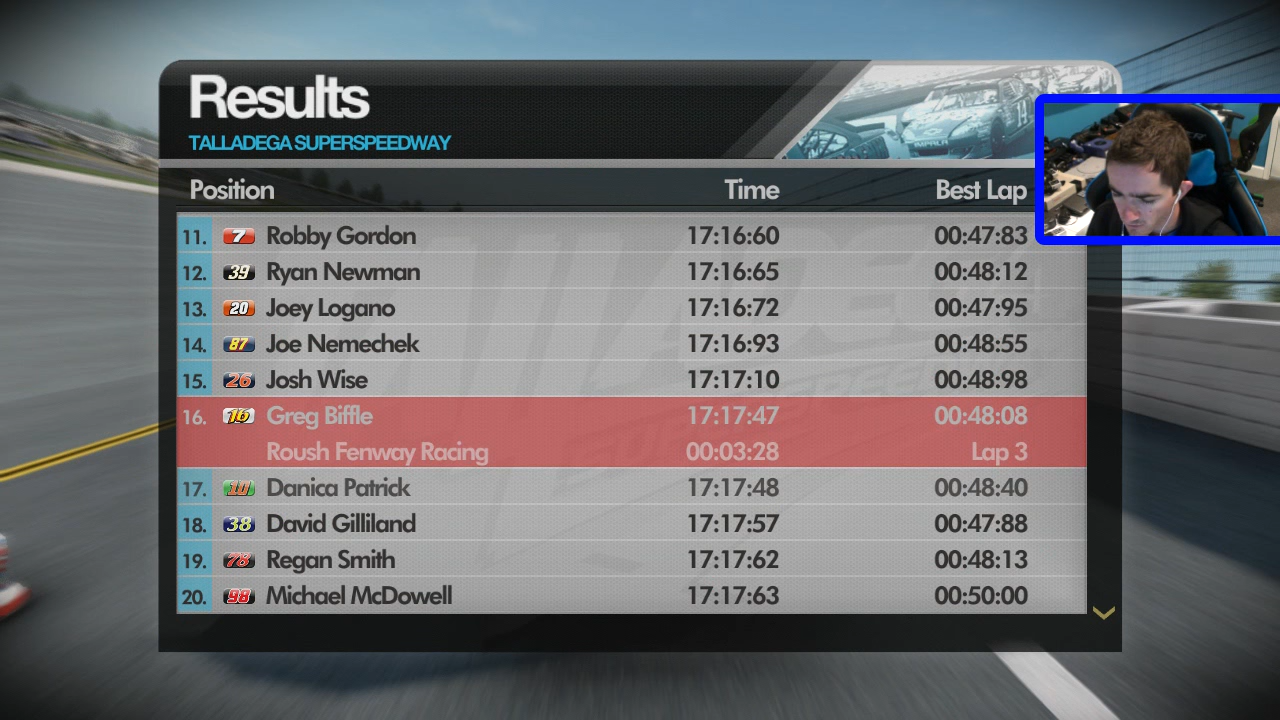 Results
TALLADEGA SUPERSPEEDWAY
Position Time Best Lap
11. 7 Robby Gordon 17:16:60 00:47:83
12. 39 Ryan Newman 17:16:65 00:48:12
13. 20 Joey Logano 17:16:72 00:47:95
14. 87 Joe Nemechek 17:16:93 00:48:55
15. 26 Josh Wise 17:17:10 00:48:98
16. 16 Greg Biffle 17:17:47 00:48:08
Roush Fenway Racing 00:03:28 Lap 3
17. 10 Danica Patrick 17:17:48 00:48:40
18. 38 David Gilliland 17:17:57 00:47:88
19. 78 Regan Smith 17:17:62 00:48:13
20. 98 Michael McDowell 17:17:63 00:50:00